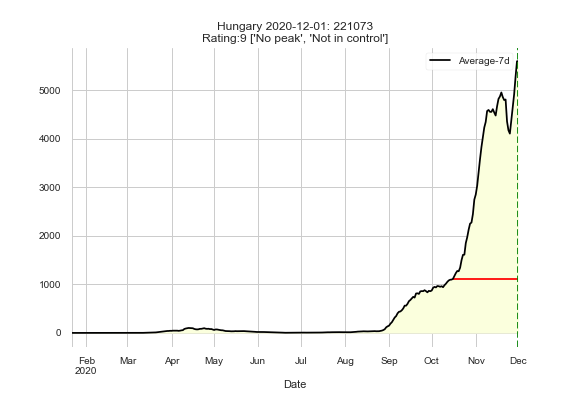 Hungary 2020-12-01: 221073
Rating:9 ['No peak', 'Not in control']
Average-7d
5000
4000
3000
2000
1000
0
Feb Mar Apr May Jun Jul Aug Sep Oct Nov Dec
2020
Date